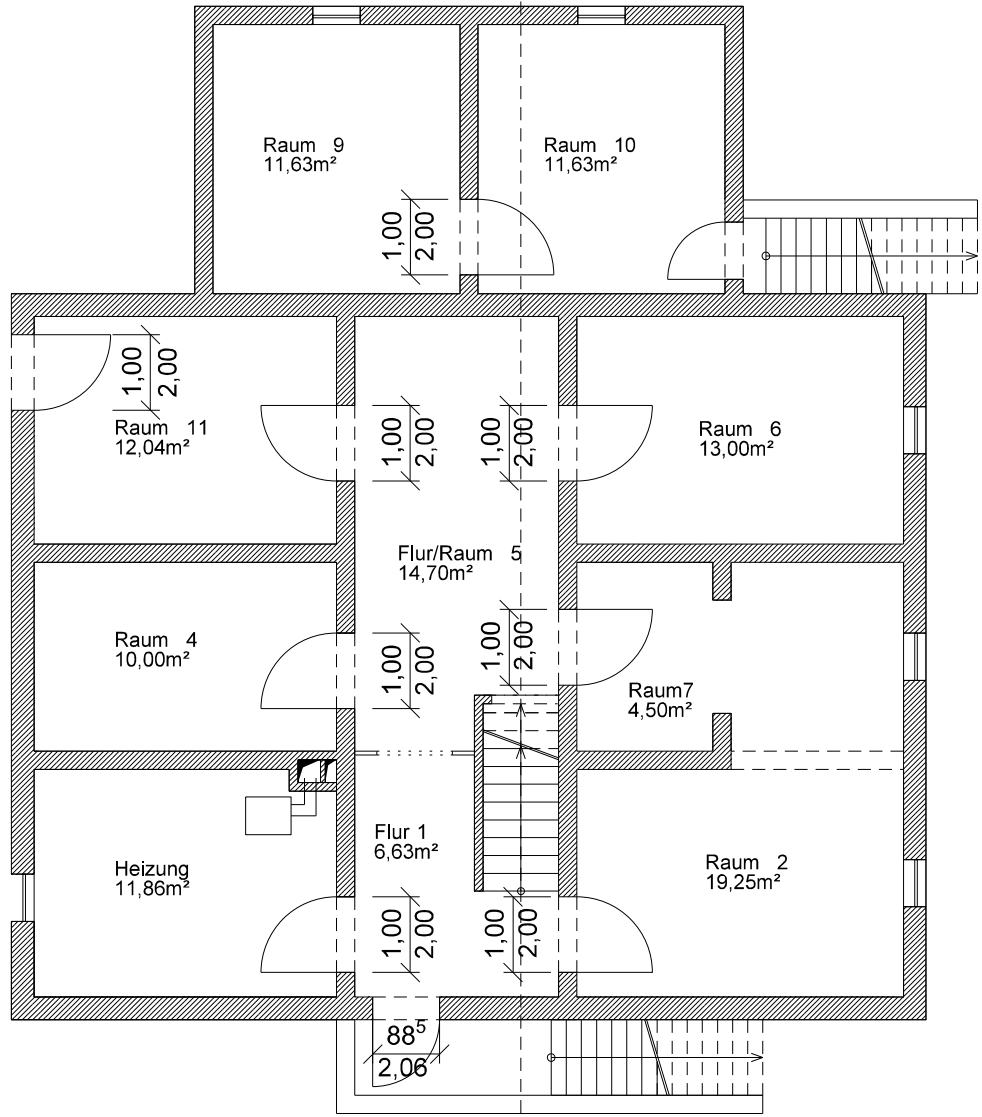 Raum 9
11,63m²
Raum 10
11,63m²
1,00
2,00
1,00
2,00
Raum 11
12,04m²
1,00
2,00
1,00
2,00
Raum 6
13,00m²
Flur/Raum 5
14,70m²
Raum 4
10,00m²
1,00
2,00
1,00
2,00
Raum7
4,50m²
Flur 1
6,63m²
Heizung
11,86m²
Raum 2
19,25m²
1,00
2,00
1,00
2,00
88⁵
2,06